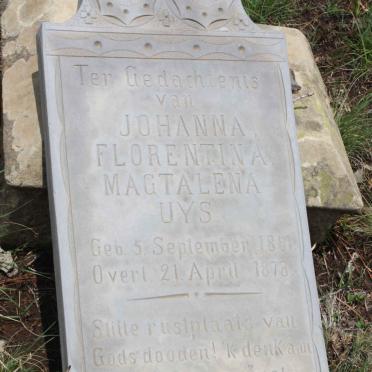 Ter Gedachtenis
van
JOHANNA
FLORENTINA
MAGTALENA
UYS
Geb. 5. September
Overl. 21 April 1878
Stille rustplaats van
Gods dooden! k denk aan